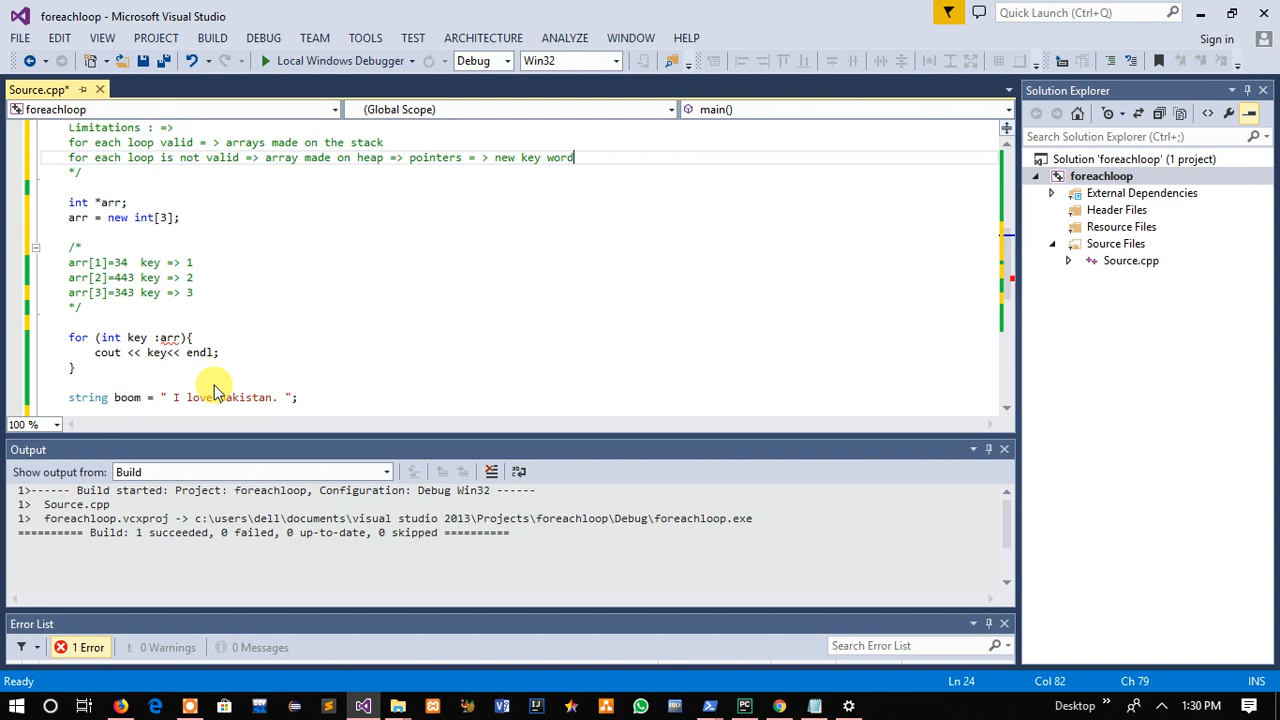 foreachloop - Microsoft Visual Studio
Quick Launch (Ctrl+Q)
FILE EDIT VIEW PROJECT BUILD DEBUG TEAM TOOLS TEST ARCHITECTURE ANALYZE WINDOW HELP
Sign in
Local Windows Debugger Debug Win32
Source.cpp*
Solution Explorer
foreachloop (Global Scope) main()
Limitations : =>
for each loop valid = > arrays made on the stack
for each loop is not valid => array made on heap => pointers = > new key word
*/
int *arr;
arr = new int[3];
/*
arr[1]=34  key => 1
arr[2]=443 key => 2
arr[3]=343 key => 3
*/
for (int key :arr){
cout << key<< endl;
}
string boom = " I love Pakistan. ";
Search Solution Explorer (Ctrl+;)
Solution 'foreachloop' (1 project)
foreachloop
External Dependencies
Header Files
Resource Files
Source Files
Source.cpp
100 %
Output
Show output from: Build
1>------ Build started: Project: foreachloop, Configuration: Debug Win32 ------
1>  Source.cpp
1>  foreachloop.vcxproj -> c:\users\dell\documents\visual studio 2013\Projects\foreachloop\Debug\foreachloop.exe
========== Build: 1 succeeded, 0 failed, 0 up-to-date, 0 skipped ==========
Error List
1 Error 0 Warnings 0 Messages
Search Error List
Ready Ln 24 Col 82 Ch 79 INS
Desktop 1:30 PM